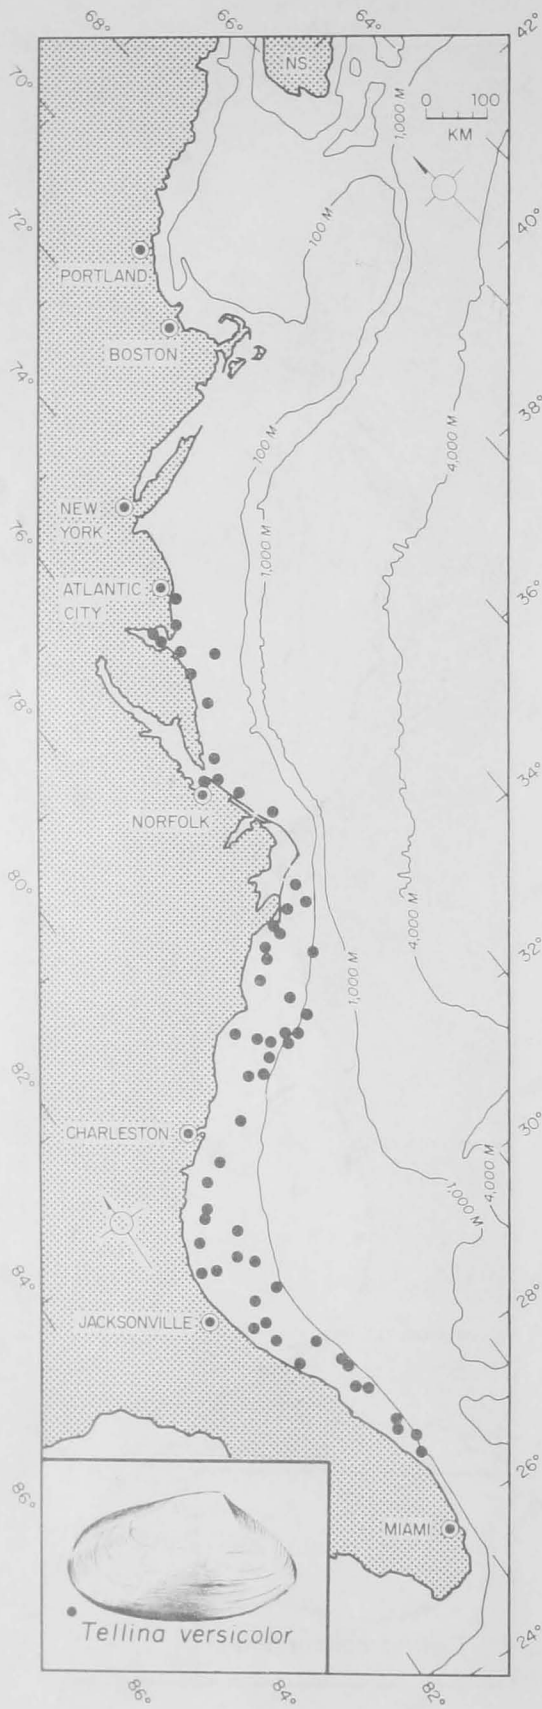 68°
66°
64°
42°
70°
NS
1,000 M
0 100
KM
40°
72°
100 M
PORTLAND
BOSTON
74°
38°
100 M
4,000 M
NEW
YORK
76°
1,000 M
ATLANTIC
CITY
36°
78°
34°
NORFOLK
80°
4,000 M
32°
1,000 M
82°
CHARLESTON
30°
4,000 M
1,000 M
84°
JACKSONVILLE
28°
86°
26°
MIAMI
Tellina versicolor
24°
86°
84°
82°